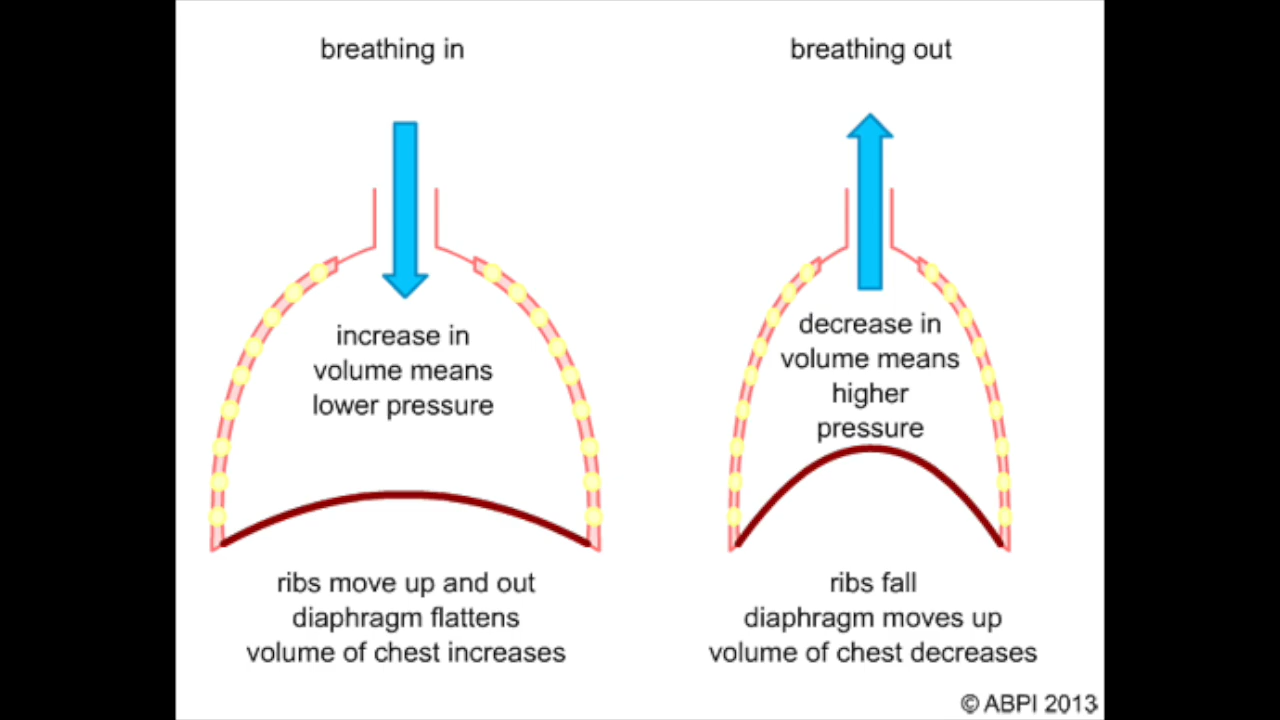 breathing in
increase in
volume means
lower pressure
ribs move up and out
diaphragm flattens
volume of chest increases
breathing out
decrease in
volume means
higher
pressure
ribs fall
diaphragm moves up
volume of chest decreases
© ABPI 2013